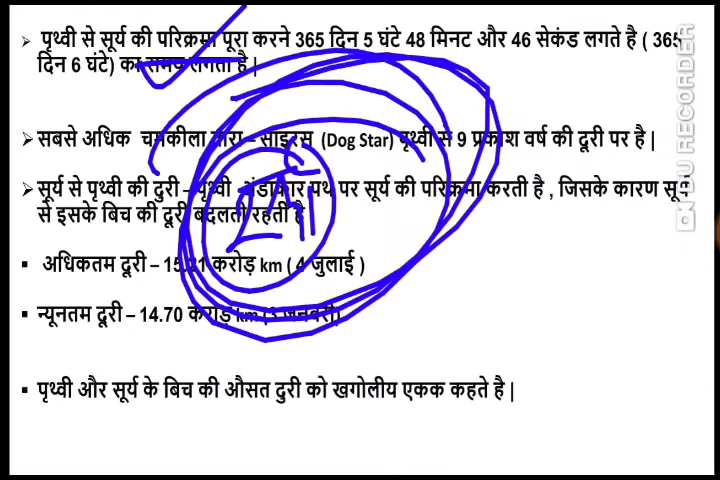 ➢ पृथ्वी से सूर्य की परिक्रमा पूरा करने 365 दिन 5 घंटे 48 मिनट और 46 सेकंड लगते है ( 365
दिन 6 घंटे) का समय लगता है |
➢ सबसे अधिक चमकीला तारा – साइरस (Dog Star) पृथ्वी से 9 प्रकाश वर्ष की दूरी पर है |
➢ सूर्य से पृथ्वी की दुरी – पृथ्वी अंडाकार पथ पर सूर्य की परिक्रमा करती है , जिसके कारण सूर्य
से इसके बिच की दूरी बदलती रहती है
▪ अधिकतम दूरी – 15.21 करोड़ km ( 4 जुलाई )
▪ न्यूनतम दूरी – 14.70 करोड़ km (3 जनवरी)
▪ पृथ्वी और सूर्य के बिच की औसत दुरी को खगोलीय एकक कहते है |
DU RECORDER